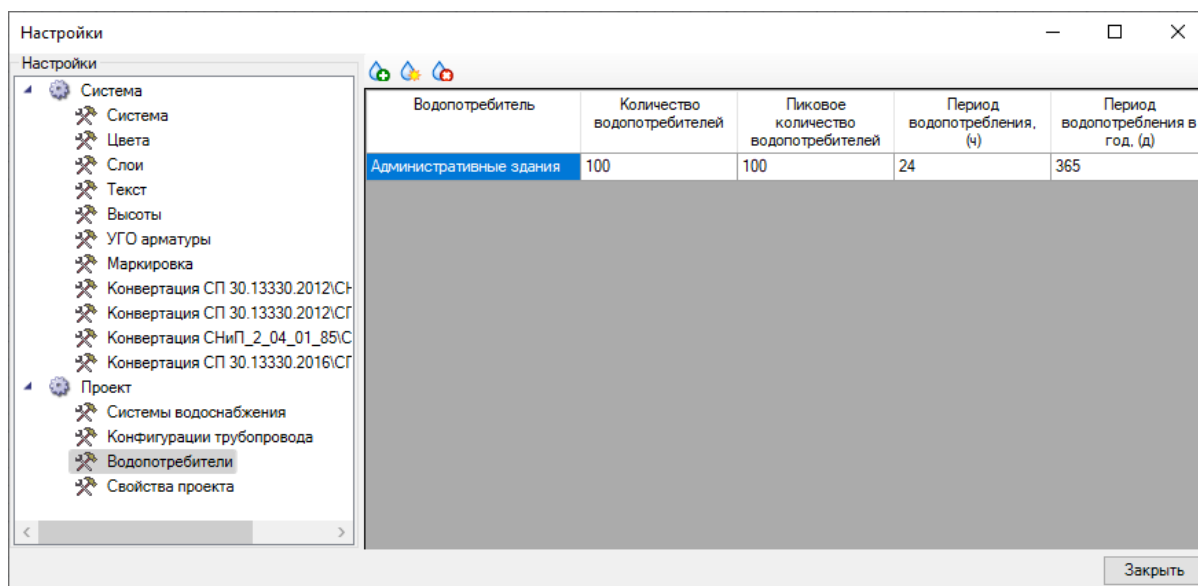 Настройки
Настройки
Система
Система
Цвета
Слои
Текст
Высоты
УГО арматуры
Маркировка
Конвертация СП 30.13330.2012\СН
Конвертация СП 30.13330.2012\СП
Конвертация СНиП_2_04_01_85\С
Конвертация СП 30.13330.2016\СП
Проект
Системы водоснабжения
Конфигурации трубопровода
Водопотребители
Свойства проекта
Водопотребитель
Количество
водопотребителей
Пиковое
количество
водопотребителей
Период
водопотребления,
(ч)
Период
водопотребления в
год, (д)
Административные здания 100 100 24 365
Закрыть